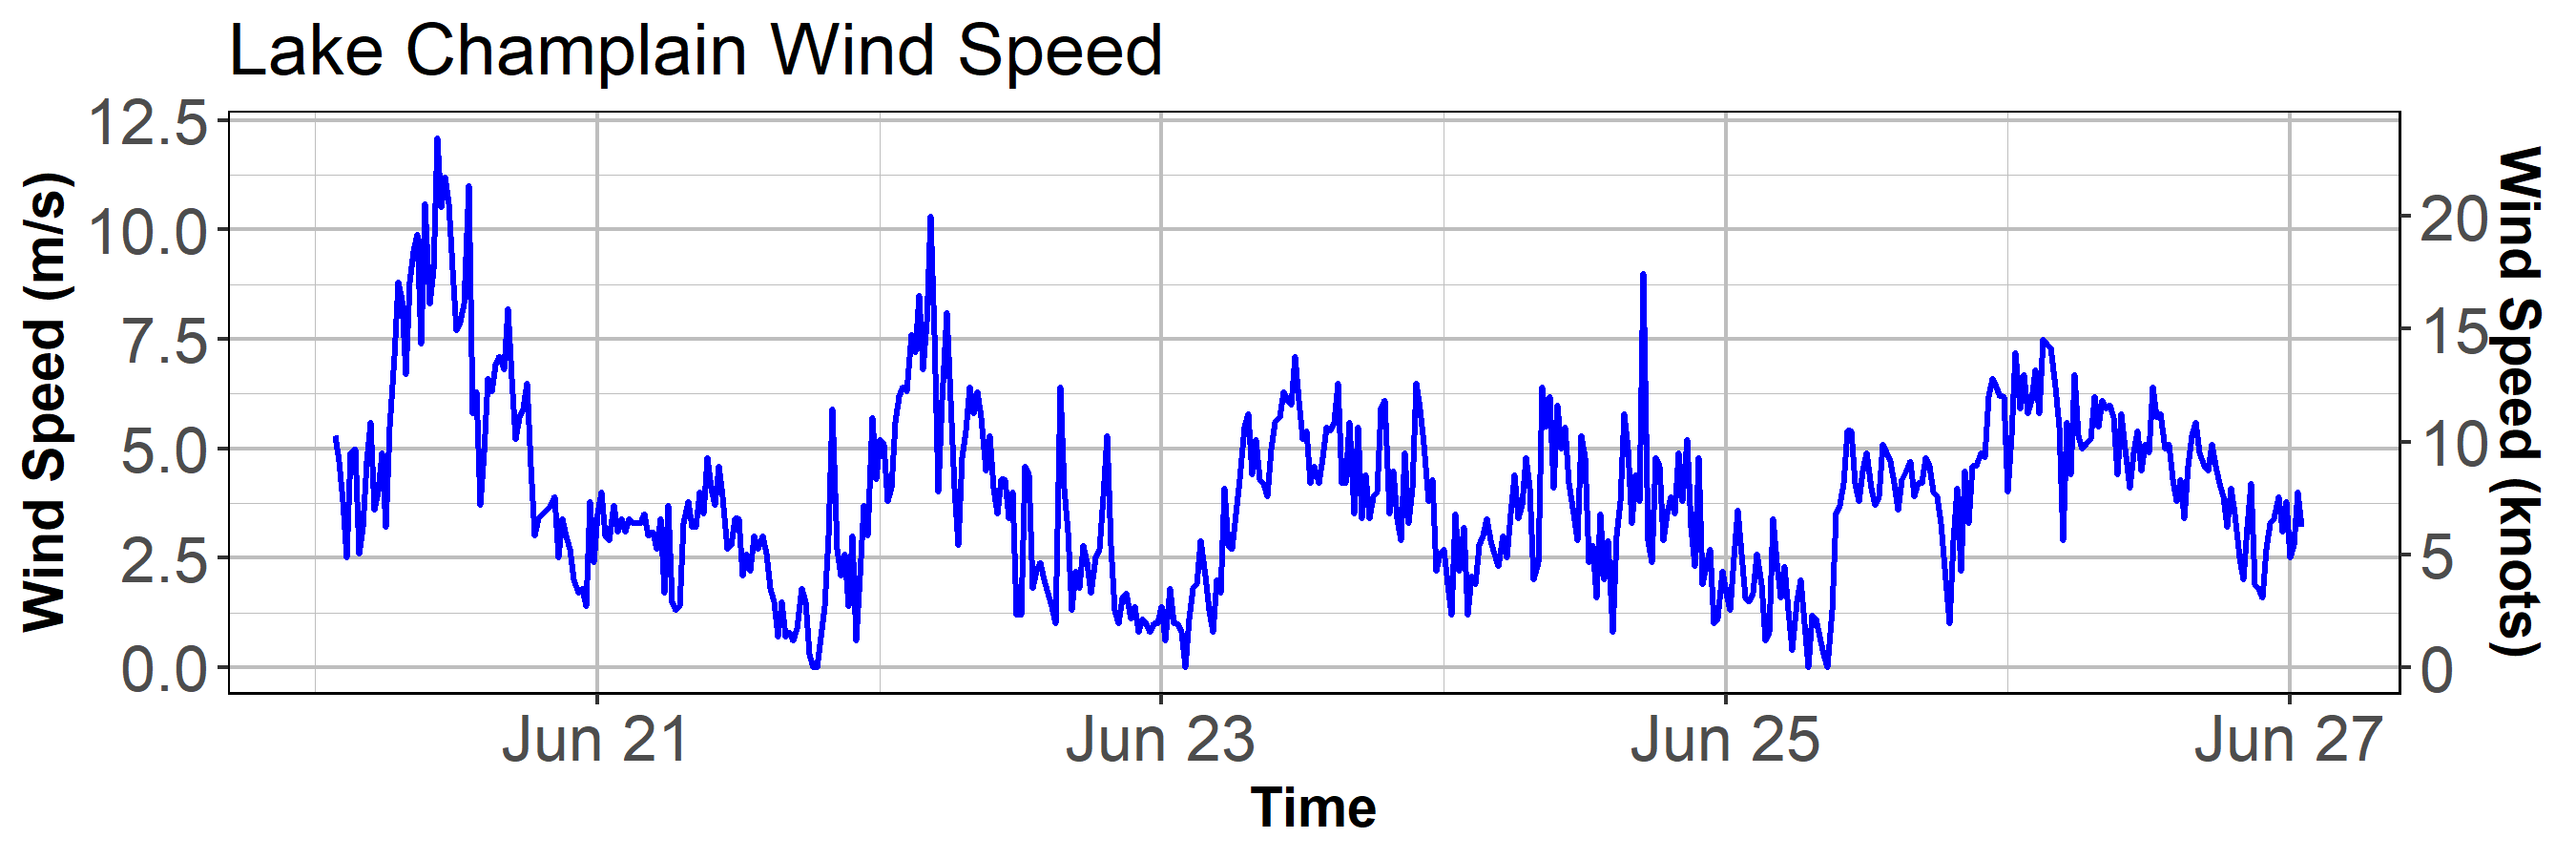 Lake Champlain Wind Speed
Wind Speed (m/s)
12.5
10.0
7.5
5.0
2.5
0.0
20
15
10
5
0
Wind Speed (knots)
Jun 21
Jun 23
Jun 25
Jun 27
Time